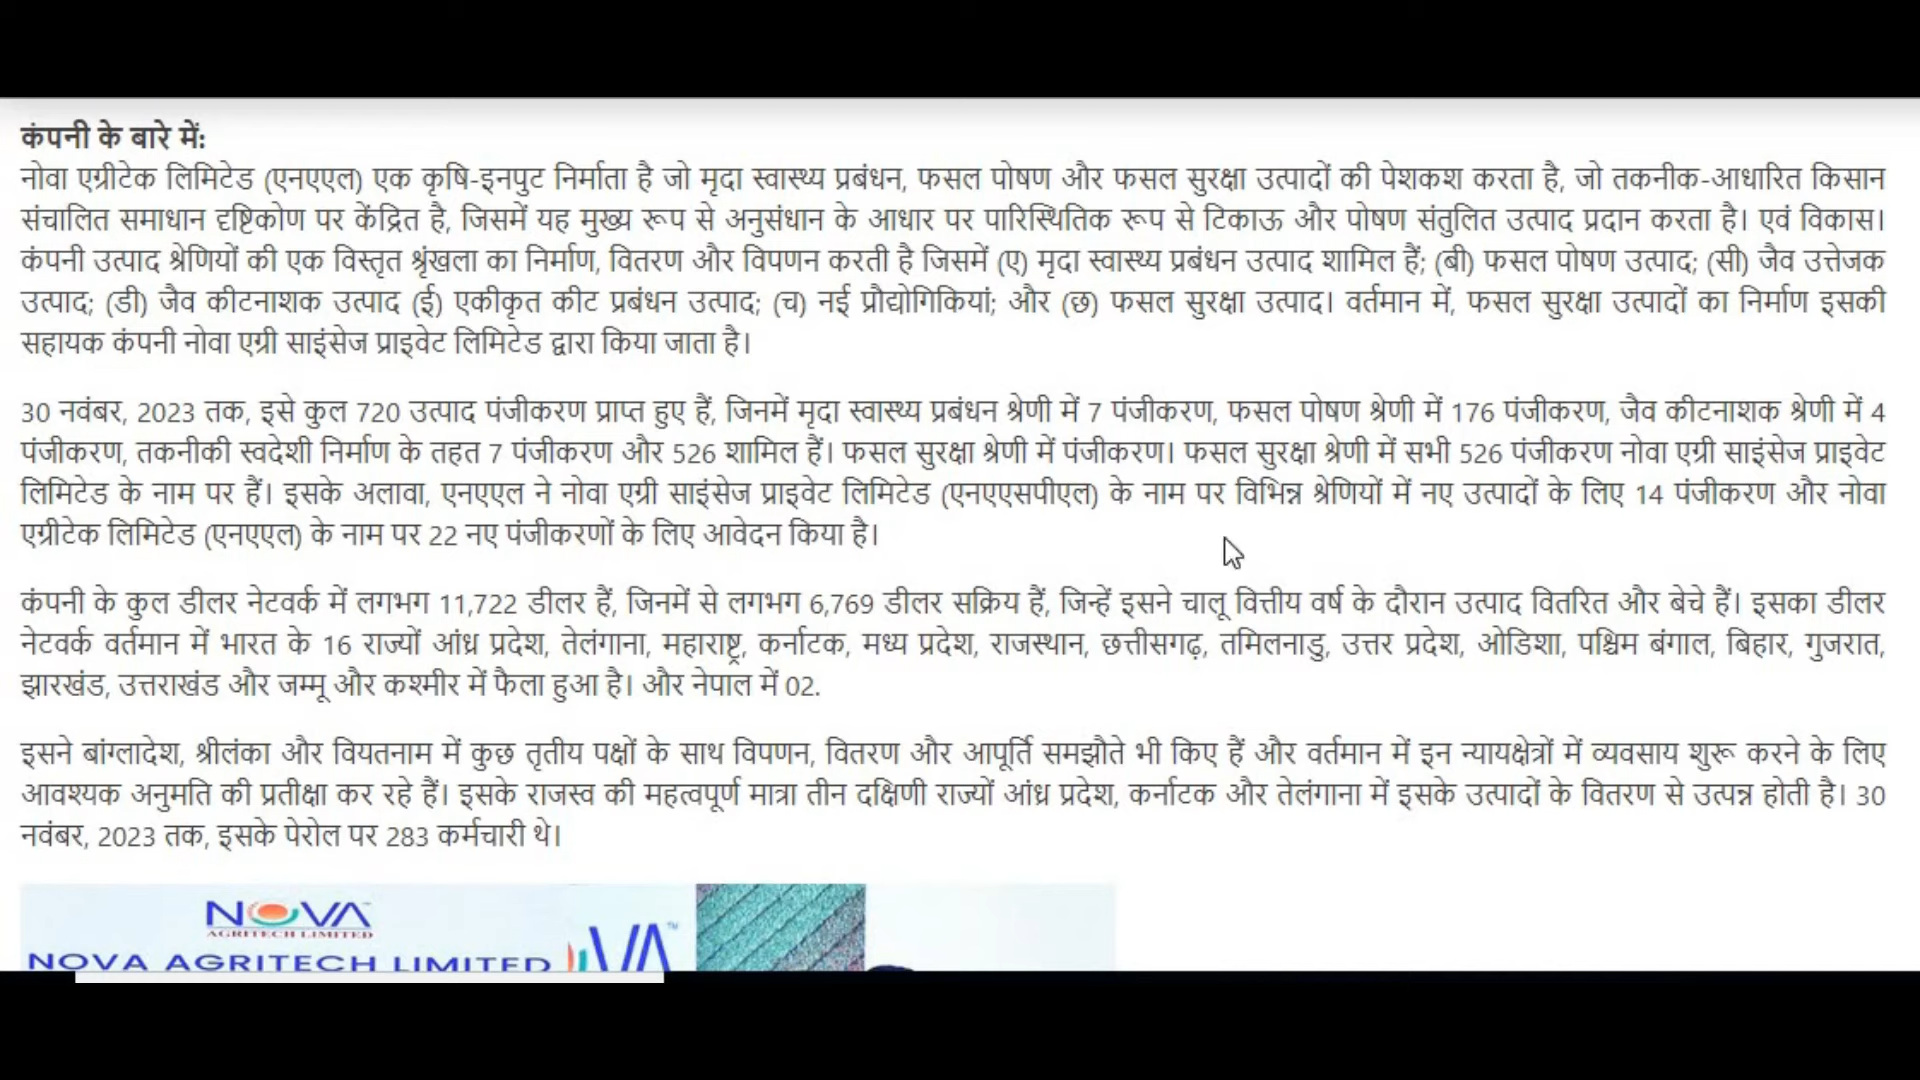 कंपनी के बारे में:
नोवा एग्रीटेक लिमिटेड (एनएएल) एक कृषि-इनपुट निर्माता है जो मृदा स्वास्थ्य प्रबंधन, फसल पोषण और फसल सुरक्षा उत्पादों की पेशकश करता है, जो तकनीक-आधारित किसान
संचालित समाधान दृष्टिकोण पर केंद्रित है, जिसमें यह मुख्य रूप से अनुसंधान के आधार पर पारिस्थितिक रूप से टिकाऊ और पोषण संतुलित उत्पाद प्रदान करता है। एवं विकास।
कंपनी उत्पाद श्रेणियों की एक विस्तृत श्रृंखला का निर्माण, वितरण और विपणन करती है जिसमें (ए) मृदा स्वास्थ्य प्रबंधन उत्पाद शामिल हैं; (बी) फसल पोषण उत्पाद; (सी) जैव उत्तेजक
उत्पाद; (डी) जैव कीटनाशक उत्पाद (ई) एकीकृत कीट प्रबंधन उत्पाद; (च) नई प्रौद्योगिकियां; और (छ) फसल सुरक्षा उत्पाद। वर्तमान में, फसल सुरक्षा उत्पादों का निर्माण इसकी
सहायक कंपनी नोवा एग्री साइंसेज प्राइवेट लिमिटेड द्वारा किया जाता है।
30 नवंबर, 2023 तक, इसे कुल 720 उत्पाद पंजीकरण प्राप्त हुए हैं, जिनमें मृदा स्वास्थ्य प्रबंधन श्रेणी में 7 पंजीकरण, फसल पोषण श्रेणी में 176 पंजीकरण, जैव कीटनाशक श्रेणी में 4
पंजीकरण, तकनीकी स्वदेशी निर्माण के तहत 7 पंजीकरण और 526 शामिल हैं। फसल सुरक्षा श्रेणी में पंजीकरण। फसल सुरक्षा श्रेणी में सभी 526 पंजीकरण नोवा एग्री साइंसेज प्राइवेट
लिमिटेड के नाम पर हैं। इसके अलावा, एनएएल ने नोवा एग्री साइंसेज प्राइवेट लिमिटेड (एनएएसपीएल) के नाम पर विभिन्न श्रेणियों में नए उत्पादों के लिए 14 पंजीकरण और नोवा
एग्रीटेक लिमिटेड (एनएएल) के नाम पर 22 नए पंजीकरणों के लिए आवेदन किया है।
कंपनी के कुल डीलर नेटवर्क में लगभग 11,722 डीलर हैं, जिनमें से लगभग 6,769 डीलर सक्रिय हैं, जिन्हें इसने चालू वित्तीय वर्ष के दौरान उत्पाद वितरित और बेचे हैं। इसका डीलर
नेटवर्क वर्तमान में भारत के 16 राज्यों आंध्र प्रदेश, तेलंगाना, महाराष्ट्र, कर्नाटक, मध्य प्रदेश, राजस्थान, छत्तीसगढ़, तमिलनाडु, उत्तर प्रदेश, ओडिशा, पश्चिम बंगाल, बिहार, गुजरात,
झारखंड, उत्तराखंड और जम्मू और कश्मीर में फैला हुआ है। और नेपाल में 02.
इसने बांग्लादेश, श्रीलंका और वियतनाम में कुछ तृतीय पक्षों के साथ विपणन, वितरण और आपूर्ति समझौते भी किए हैं और वर्तमान में इन न्यायक्षेत्रों में व्यवसाय शुरू करने के लिए
आवश्यक अनुमति की प्रतीक्षा कर रहे हैं। इसके राजस्व की महत्वपूर्ण मात्रा तीन दक्षिणी राज्यों आंध्र प्रदेश, कर्नाटक और तेलंगाना में इसके उत्पादों के वितरण से उत्पन्न होती है। 30
नवंबर, 2023 तक, इसके पेरोल पर 283 कर्मचारी थे।
NOVA
AGRITECH LIMITED
NOVA AGRITECH LIMITED
VA™